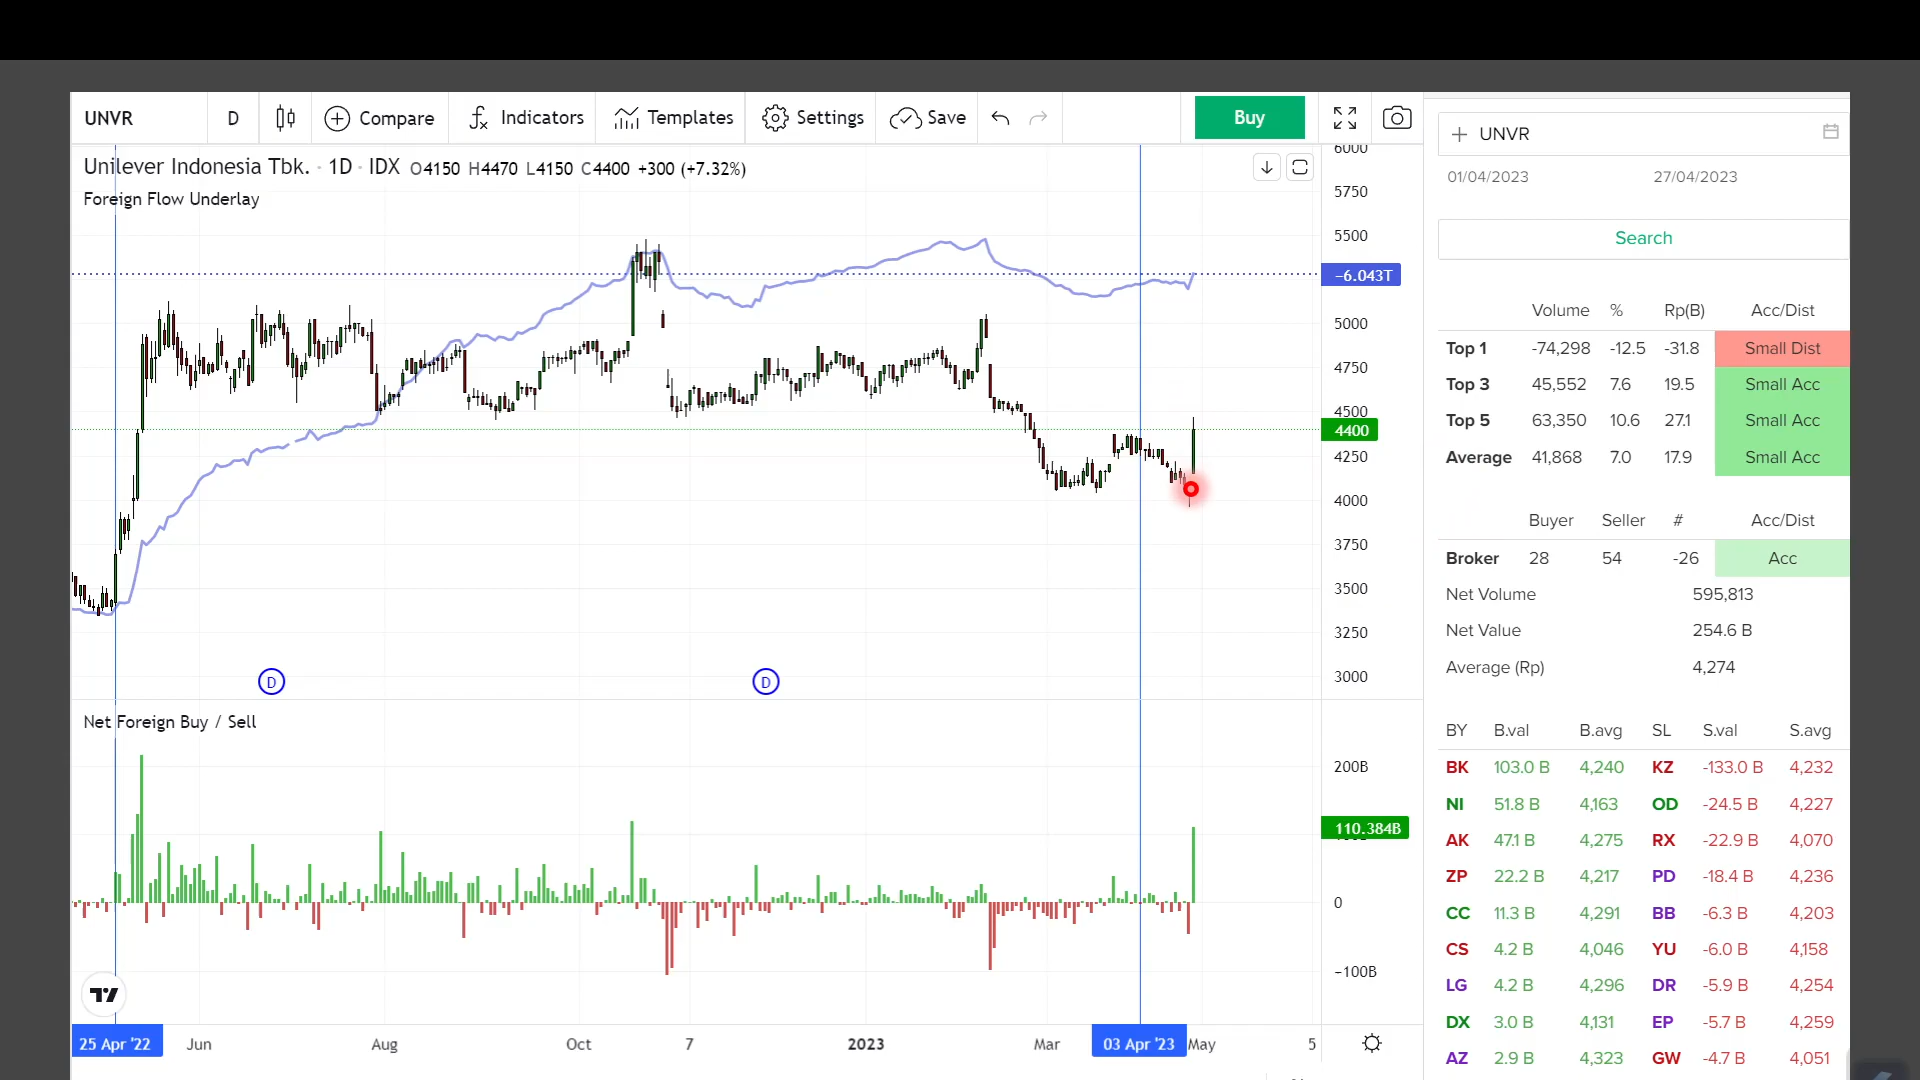 UNVR D Compare Indicators Templates Settings Save Buy
Unilever Indonesia Tbk. · 1D · IDX O4150 H4470 L4150 C4400 +300 (+7.32%)
Foreign Flow Underlay
6000
5750
5500
−6.043T
5000
4750
4500
4400
4250
4000
3750
3500
3250
3000
D D
Net Foreign Buy / Sell
200B
110.384B
0
−100B
25 Apr '22 Jun Aug Oct 7 2023 Mar 03 Apr '23 May 5
UNVR
01/04/2023 27/04/2023
Search
Volume % Rp(B) Acc/Dist
Top 1 -74,298 -12.5 -31.8 Small Dist
Top 3 45,552 7.6 19.5 Small Acc
Top 5 63,350 10.6 27.1 Small Acc
Average 41,868 7.0 17.9 Small Acc
Buyer Seller # Acc/Dist
Broker 28 54 -26 Acc
Net Volume 595,813
Net Value 254.6 B
Average (Rp) 4,274
BY B.val B.avg SL S.val S.avg
BK 103.0 B 4,240 KZ -133.0 B 4,232
NI 51.8 B 4,163 OD -24.5 B 4,227
AK 47.1 B 4,275 RX -22.9 B 4,070
ZP 22.2 B 4,217 PD -18.4 B 4,236
CC 11.3 B 4,291 BB -6.3 B 4,203
CS 4.2 B 4,046 YU -6.0 B 4,158
LG 4.2 B 4,296 DR -5.9 B 4,254
DX 3.0 B 4,131 EP -5.7 B 4,259
AZ 2.9 B 4,323 GW -4.7 B 4,051